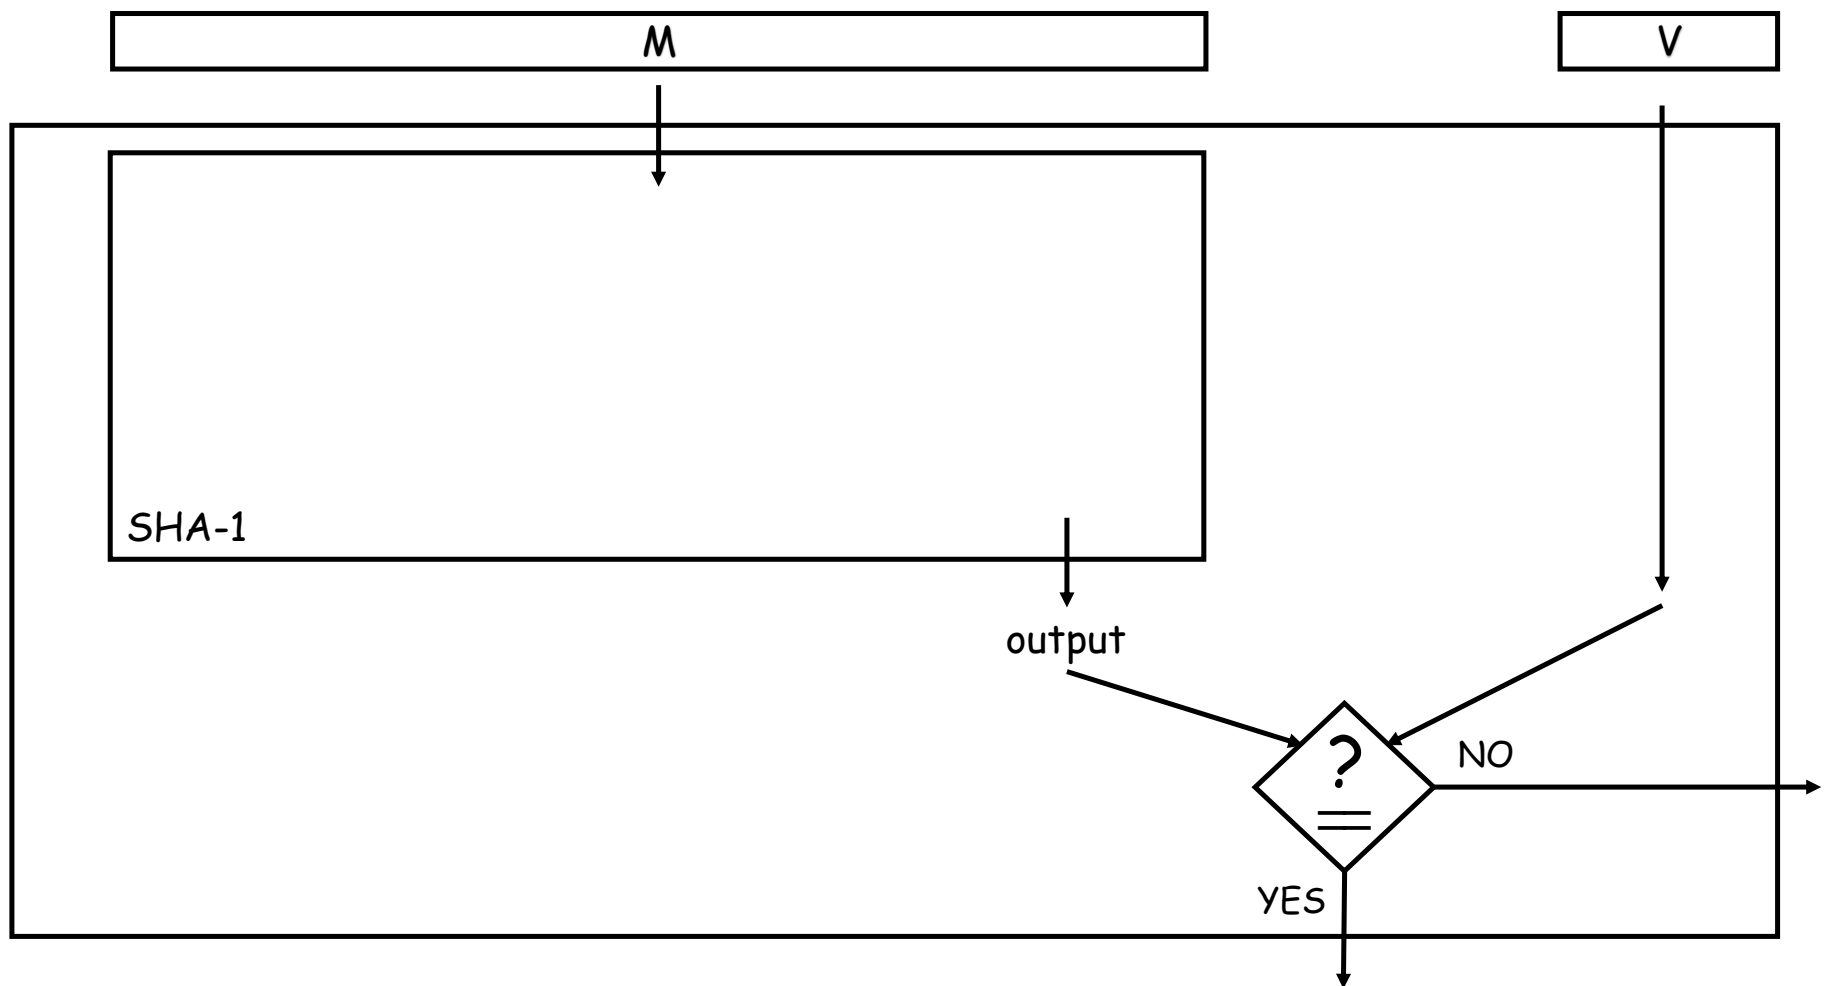 M
V
SHA-1
output
?
=
NO
YES